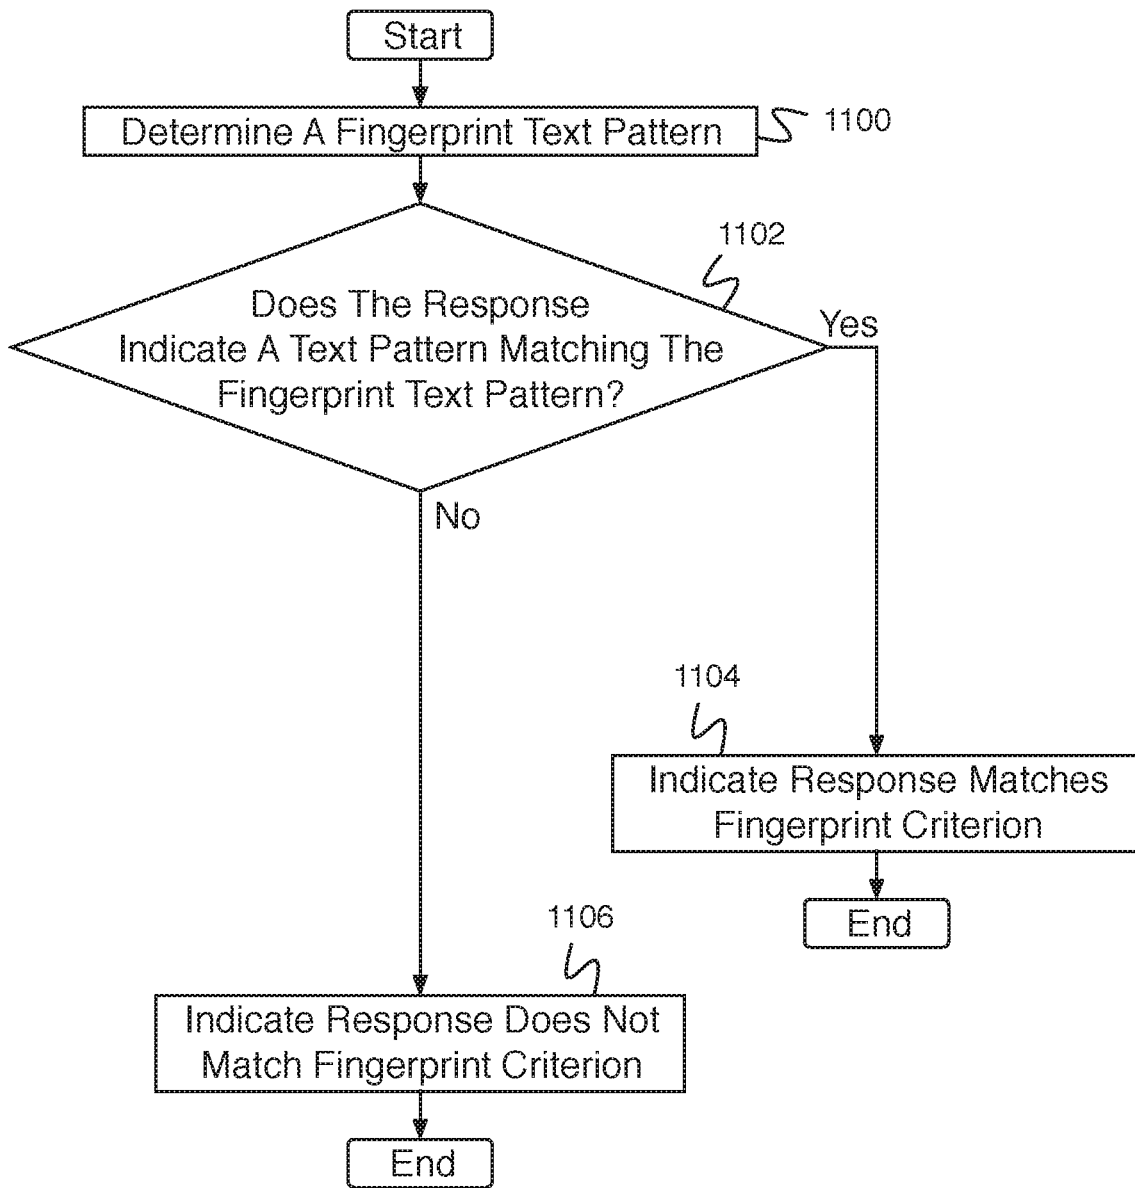 Start
Determine A Fingerprint Text Pattern
1100
1102
Does The Response
Indicate A Text Pattern Matching The
Fingerprint Text Pattern?
Yes
No
1104
Indicate Response Matches
Fingerprint Criterion
End
1106
Indicate Response Does Not
Match Fingerprint Criterion
End